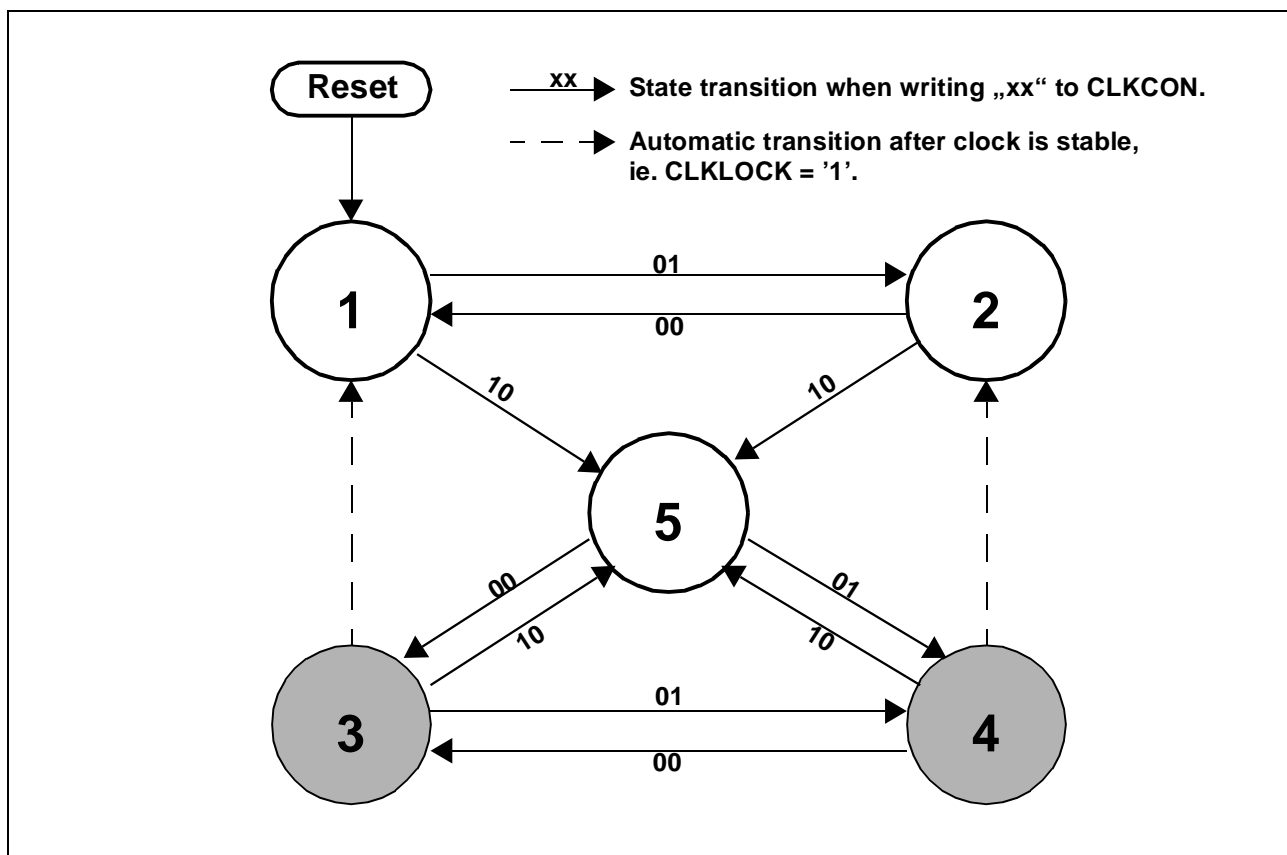 Reset
xx State transition when writing „xx“ to CLKCON.
Automatic transition after clock is stable,
ie. CLKLOCK = ’1’.
01
1 2
00
10 10
5
00 01
10 10
01
3 4
00